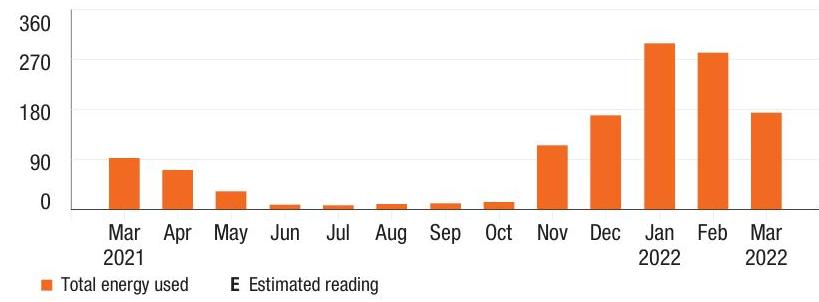 360
270
180
90
0
Mar Apr May Jun Jul Aug Sep Oct Nov Dec Jan Feb Mar
2021 2022 2022
Total energy used E Estimated reading